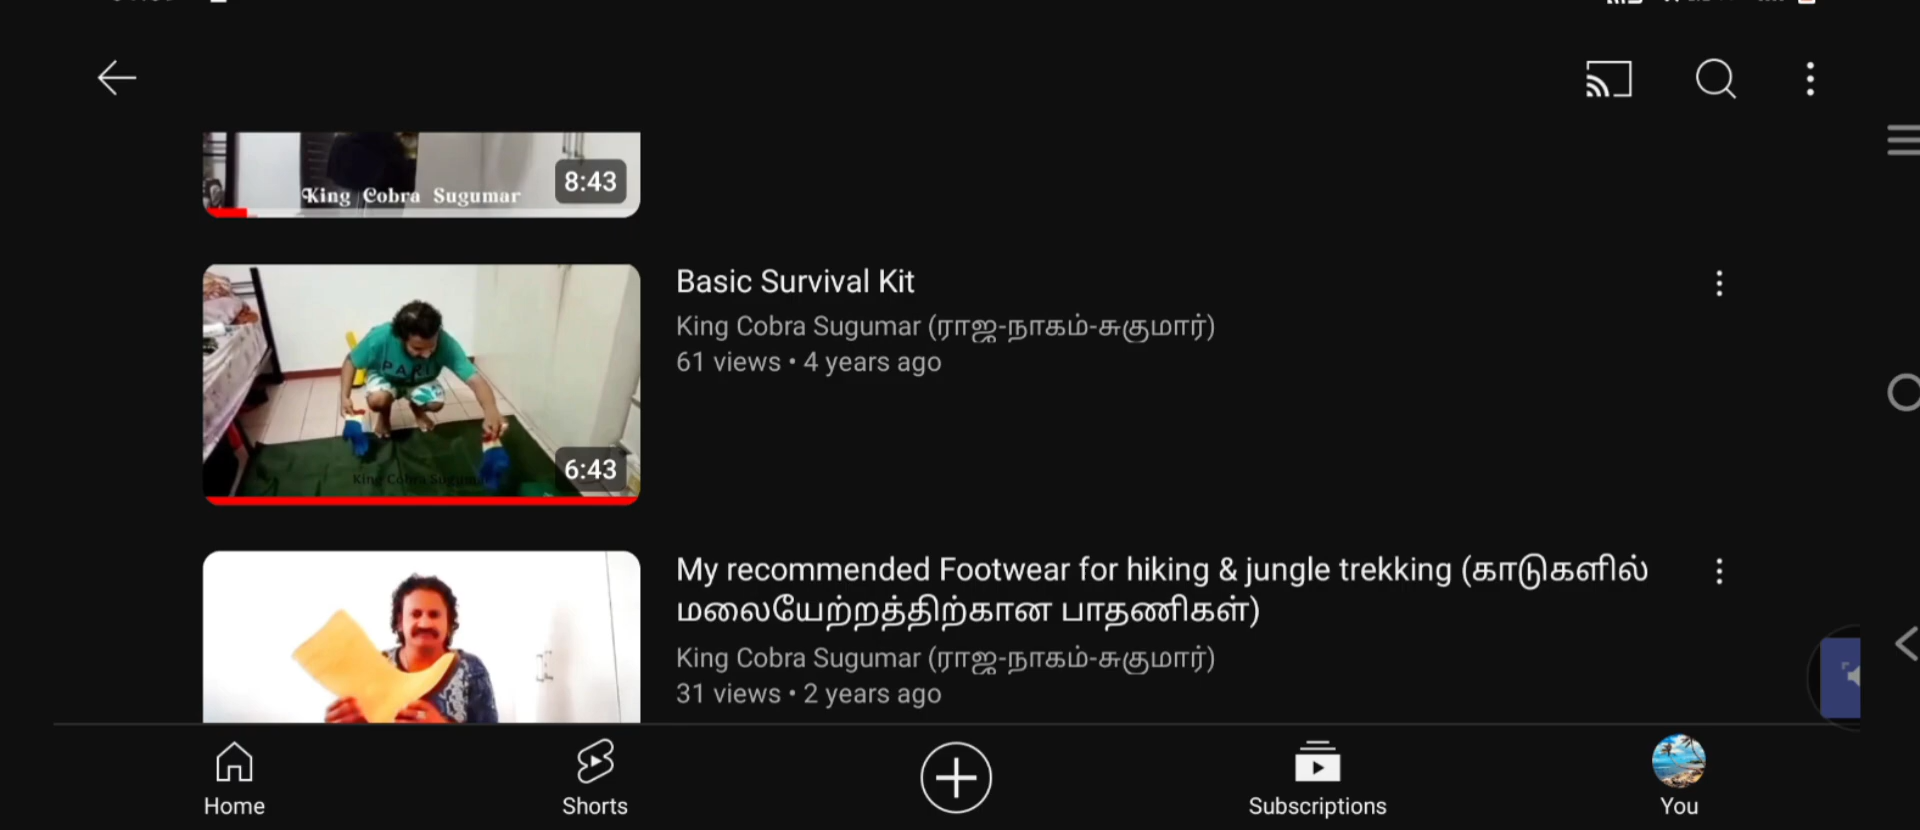 King Cobra Sugumar
8:43
Basic Survival Kit
King Cobra Sugumar (ராஜ-நாகம்-சுகுமார்)
61 views • 4 years ago
PARI
King Cobra Sugumar
6:43
My recommended Footwear for hiking & jungle trekking (காடுகளில்
மலையேற்றத்திற்கான பாதணிகள்)
King Cobra Sugumar (ராஜ-நாகம்-சுகுமார்)
31 views • 2 years ago
Home
Shorts
Subscriptions
You